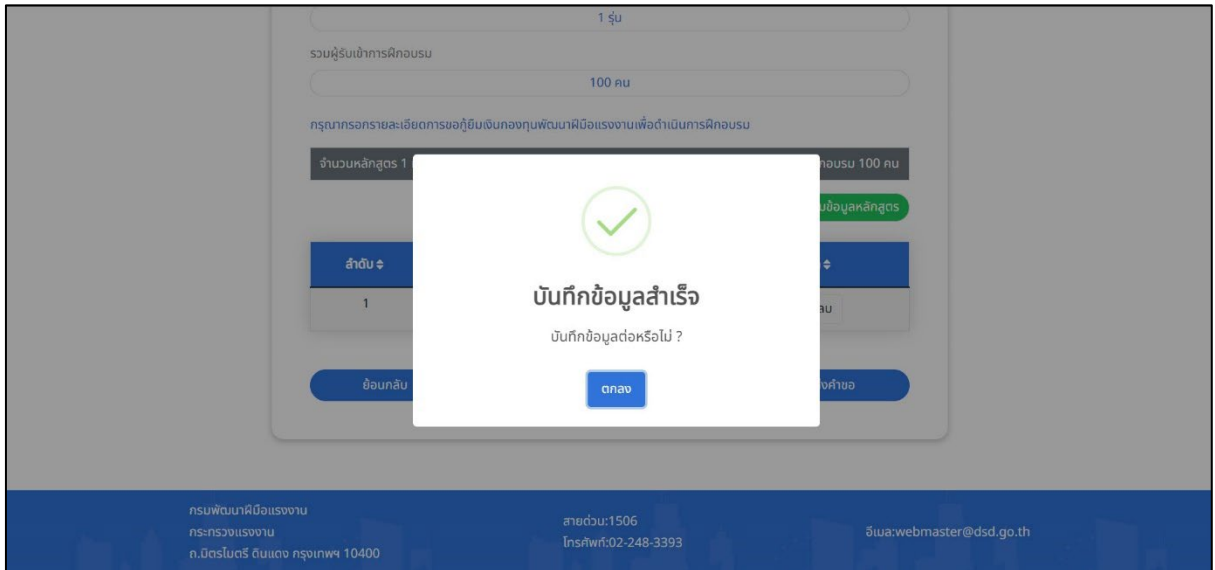 1 รุ่น
รวมผู้รับเข้าการฝึกอบรม
100 คน
กรุณากรอกรายละเอียดการขอกู้ยืมเงินกองทุนพัฒนาฝีมือแรงงานเพื่อดำเนินการฝึกอบรม
จำนวนหลักสูตร 1
100 คน
ข้อมูลหลักสูตร
ลำดับ
บันทึกข้อมูลสำเร็จ
1
ลบ
บันทึกข้อมูลต่อหรือไม่ ?
ย้อนกลับ
ตกลง
คำขอ
กรมพัฒนาฝีมือแรงงาน
กระทรวงแรงงาน
ถ.มิตรไมตรี ดินแดง กรุงเทพฯ 10400
สายด่วน:1506
โทรศัพท์:02-248-3393
อีเมล:webmaster@dsd.go.th